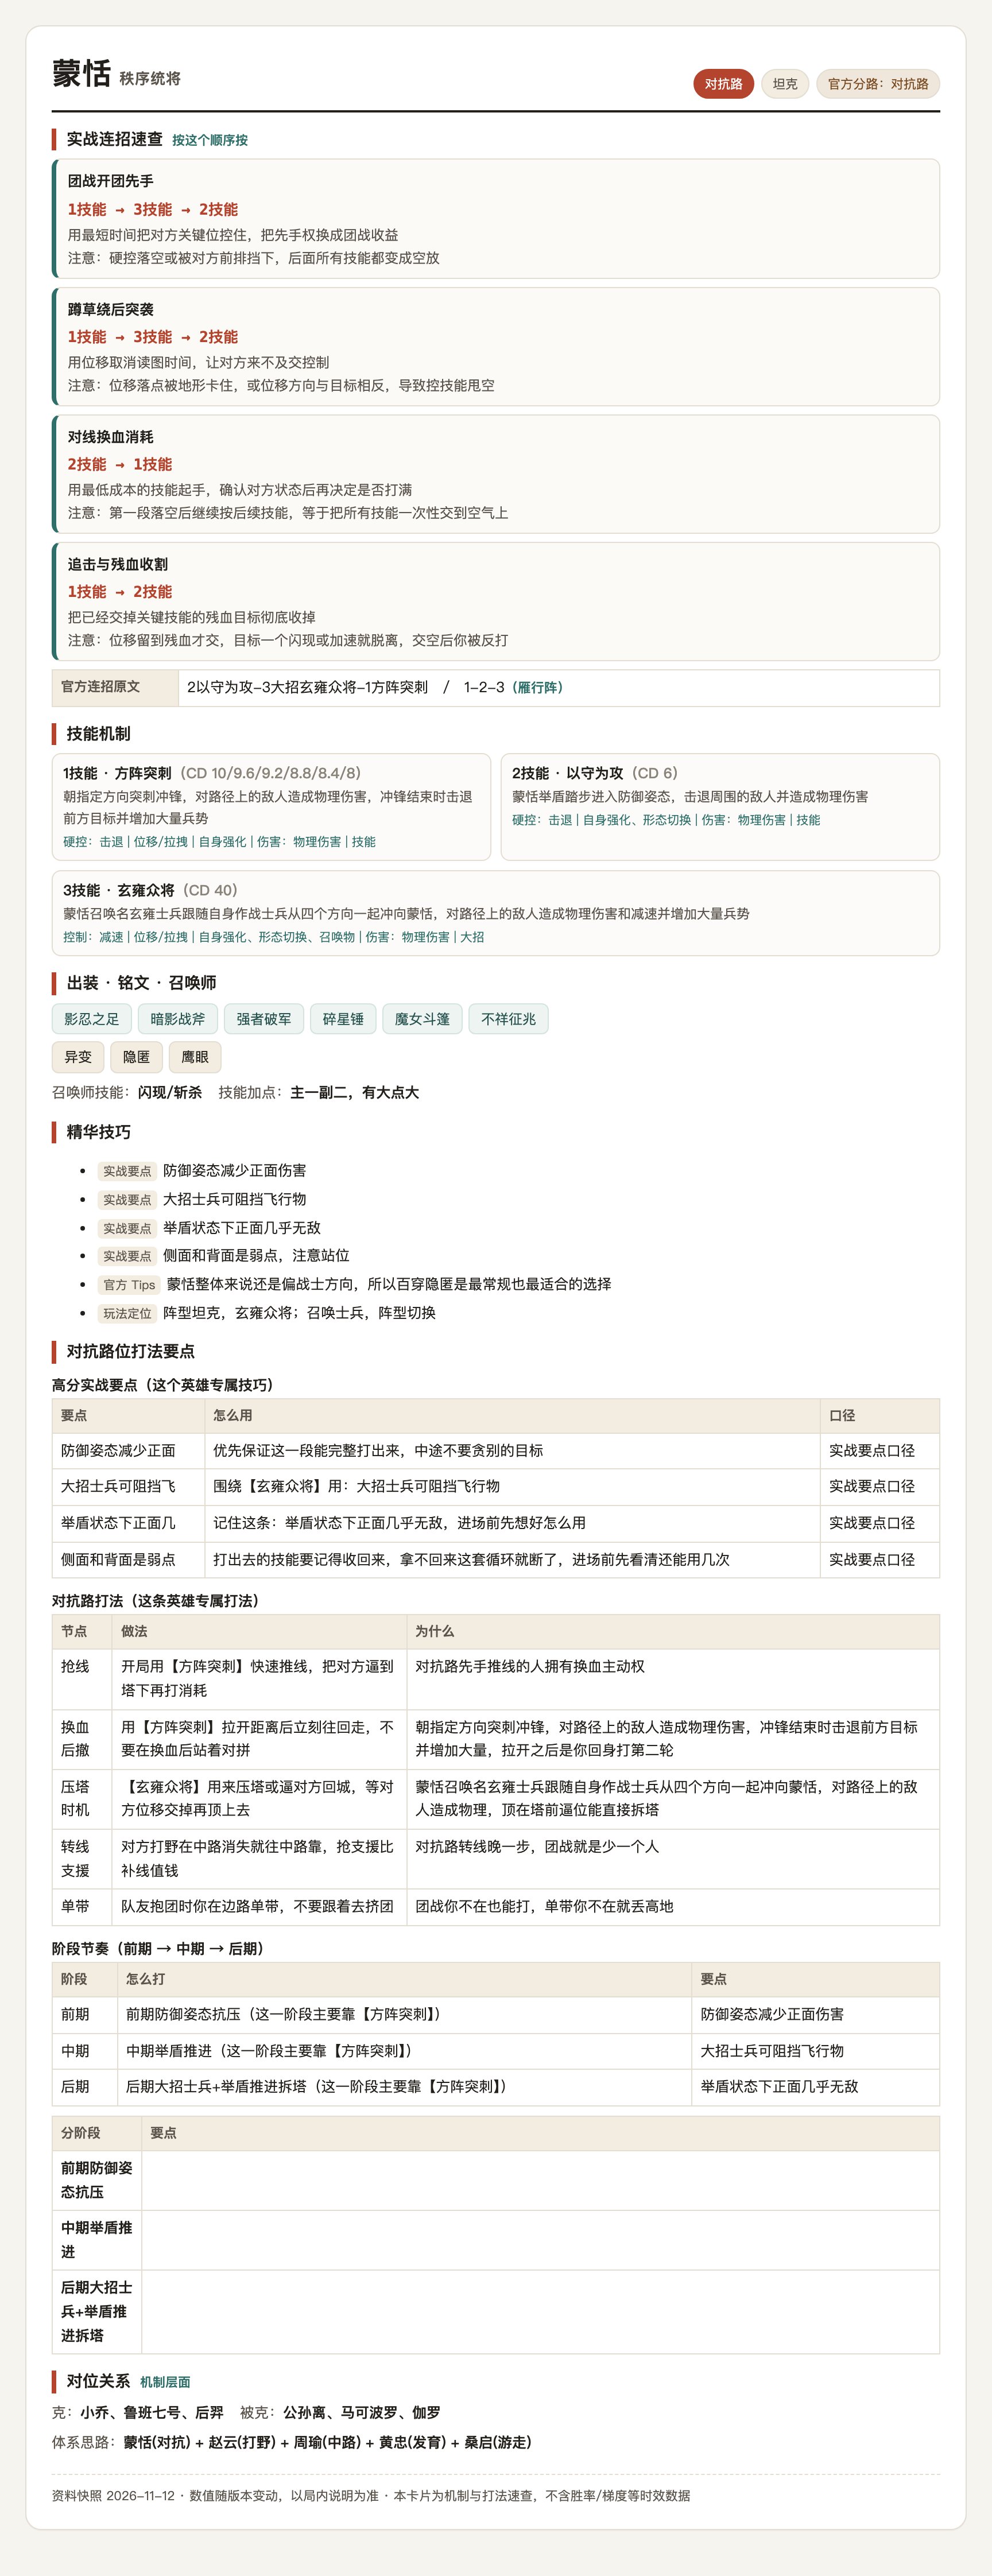 蒙恬 秩序统将
对抗路 坦克 官方分路：对抗路
实战连招速查 按这个顺序按
团战开团先手
1技能 → 3技能 → 2技能
用最短时间把对方关键位控住，把先手权换成团战收益
注意：硬控落空或被对方前排挡下，后面所有技能都变成空放
蹲草绕后突袭
1技能 → 3技能 → 2技能
用位移取消读图时间，让对方来不及交控制
注意：位移落点被地形卡住，或位移方向与目标相反，导致控技能甩空
对线换血消耗
2技能 → 1技能
用最低成本的技能起手，确认对方状态后再决定是否打满
注意：第一段落空后继续按后续技能，等于把所有技能一次性交到空气上
追击与残血收割
1技能 → 2技能
把已经交掉关键技能的残血目标彻底收掉
注意：位移留到残血才交，目标一个闪现或加速就脱离，交空后你被反打
官方连招原文 2以守为攻–3大招玄雍众将–1方阵突刺 / 1–2–3（雁行阵）
技能机制
1技能 · 方阵突刺（CD 10/9.6/9.2/8.8/8.4/8）
朝指定方向突刺冲锋，对路径上的敌人造成物理伤害，冲锋结束时击退
前方目标并增加大量兵势
硬控：击退 | 位移/拉拽 | 自身强化 | 伤害：物理伤害 | 技能
2技能 · 以守为攻（CD 6）
蒙恬举盾踏步进入防御姿态，击退周围的敌人并造成物理伤害
硬控：击退 | 自身强化、形态切换 | 伤害：物理伤害 | 技能
3技能 · 玄雍众将（CD 40）
蒙恬召唤名玄雍士兵跟随自身作战士兵从四个方向一起冲向蒙恬，对路径上的敌人造成物理伤害和减速并增加大量兵势
控制：减速 | 位移/拉拽 | 自身强化、形态切换、召唤物 | 伤害：物理伤害 | 大招
出装 · 铭文 · 召唤师
影忍之足 暗影战斧 强者破军 碎星锤 魔女斗篷 不祥征兆
异变 隐匿 鹰眼
召唤师技能：闪现/斩杀 技能加点：主一副二，有大点大
精华技巧
• 实战要点 防御姿态减少正面伤害
• 实战要点 大招士兵可阻挡飞行物
• 实战要点 举盾状态下正面几乎无敌
• 实战要点 侧面和背面是弱点，注意站位
• 官方 Tips 蒙恬整体来说还是偏战士方向，所以百穿隐匿是最常规也最适合的选择
• 玩法定位 阵型坦克，玄雍众将；召唤士兵，阵型切换
对抗路位打法要点
高分实战要点（这个英雄专属技巧）
要点 怎么用 口径
防御姿态减少正面 优先保证这一段能完整打出来，中途不要贪别的目标 实战要点口径
大招士兵可阻挡飞 围绕【玄雍众将】用：大招士兵可阻挡飞行物 实战要点口径
举盾状态下正面几 记住这条：举盾状态下正面几乎无敌，进场前先想好怎么用 实战要点口径
侧面和背面是弱点 打出去的技能要记得收回来，拿不回来这套循环就断了，进场前先看清还能用几次 实战要点口径
对抗路打法（这条英雄专属打法）
节点 做法 为什么
抢线 开局用【方阵突刺】快速推线，把对方逼到
塔下再打消耗 对抗路先手推线的人拥有换血主动权
换血
后撤 用【方阵突刺】拉开距离后立刻往回走，不
要在换血后站着对拼 朝指定方向突刺冲锋，对路径上的敌人造成物理伤害，冲锋结束时击退前方目标
并增加大量，拉开之后是你回身打第二轮
压塔
时机 【玄雍众将】用来压塔或逼对方回城，等对
方位移交掉再顶上去 蒙恬召唤名玄雍士兵跟随自身作战士兵从四个方向一起冲向蒙恬，对路径上的敌
人造成物理，顶在塔前逼位能直接拆塔
转线
支援 对方打野在中路消失就往中路靠，抢支援比
补线值钱 对抗路转线晚一步，团战就是少一个人
单带 队友抱团时你在边路单带，不要跟着去挤团 团战你不在也能打，单带你不在就丢高地
阶段节奏（前期 → 中期 → 后期）
阶段 怎么打 要点
前期 前期防御姿态抗压（这一阶段主要靠【方阵突刺】） 防御姿态减少正面伤害
中期 中期举盾推进（这一阶段主要靠【方阵突刺】） 大招士兵可阻挡飞行物
后期 后期大招士兵+举盾推进拆塔（这一阶段主要靠【方阵突刺】） 举盾状态下正面几乎无敌
分阶段 要点
前期防御姿
态抗压
中期举盾推
进
后期大招士
兵+举盾推
进拆塔
对位关系 机制层面
克：小乔、鲁班七号、后羿 被克：公孙离、马可波罗、伽罗
体系思路：蒙恬(对抗) + 赵云(打野) + 周瑜(中路) + 黄忠(发育) + 桑启(游走)
资料快照 2026–11–12 · 数值随版本变动，以局内说明为准 · 本卡片为机制与打法速查，不含胜率/梯度等时效数据